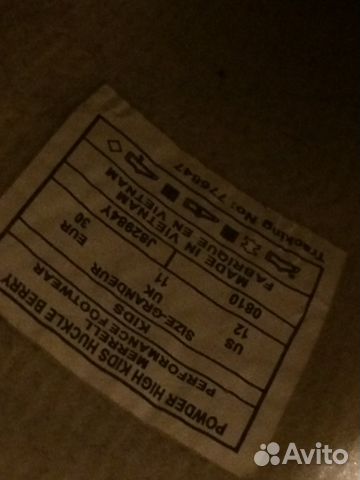 POWDER HIGH KIDS HUCKLE BERRY
MERRELL
PERFORMANCE FOOTWEAR
KIDS
SIZE-GRANDEUR
US UK EUR
12 11 30
0810 J82884Y
MADE IN VIETNAM
FABRIQUE EN VIETNAM
Tracking No: 776847
Avito